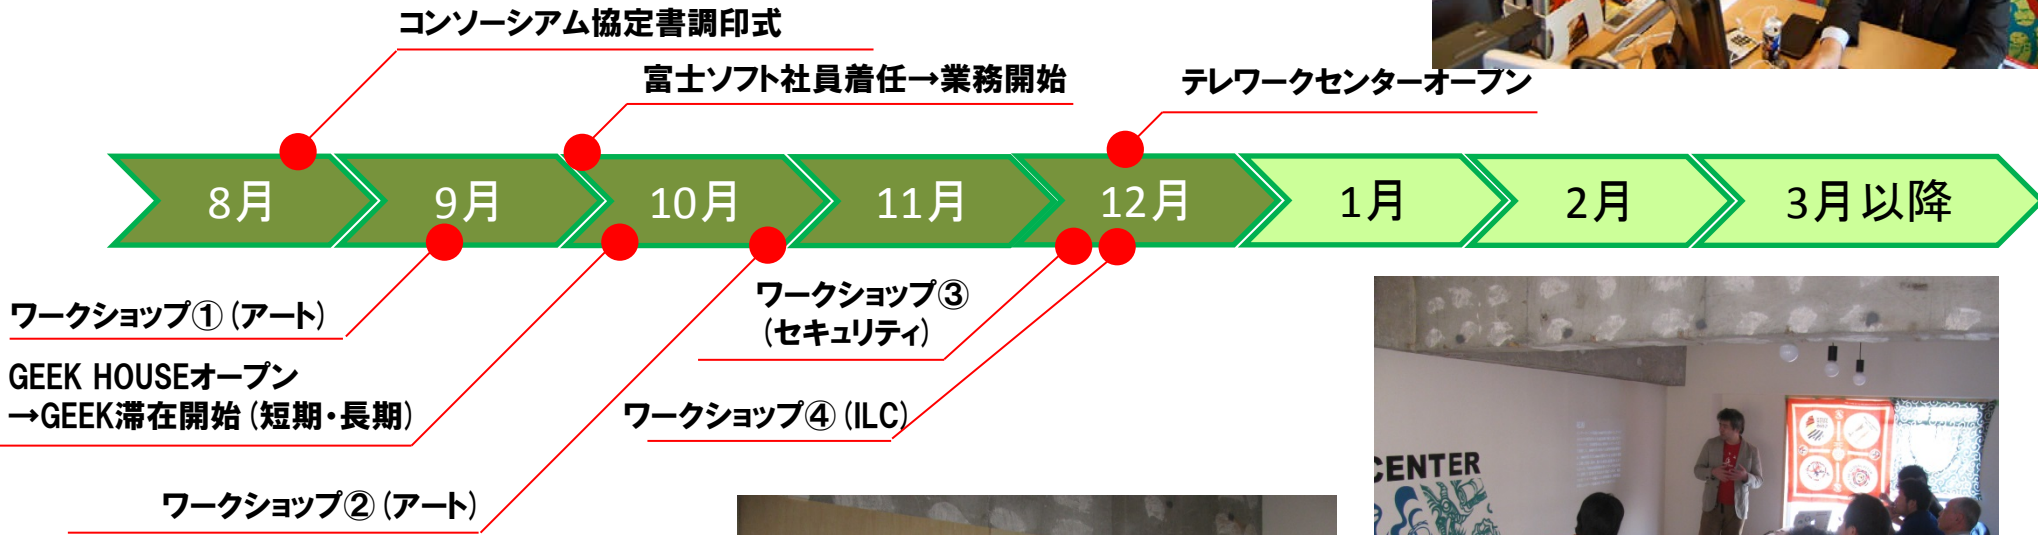 コンソーシアム協定書調印式
富士ソフト社員着任→業務開始
テレワークセンターオープン
8月
9月
10月
11月
12月
1月
2月
3月以降
ワークショップ①(アート)
GEEK HOUSEオープン
→GEEK滞在開始(短期・長期)
ワークショップ②(アート)
ワークショップ③
(セキュリティ)
ワークショップ④(ILC)
CENTER